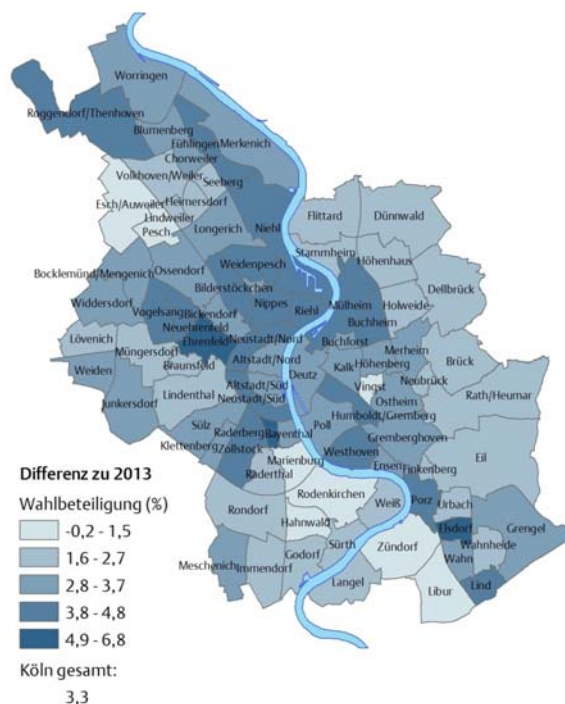 Worringen
Roggendorf/Thenhoven
Blumenberg
Fühlingen
Merkenich
Chorweiler
Volkhoven/Weiler
Seeberg
Esch/Auweiler
Heimersdorf
Lindweiler
Pesch
Longerich
Niehl
Flittard
Dünnwald
Stammheim
Höhenhaus
Bocklemünd/Mengenich
Ossendorf
Weidenpesch
Bilderstöckchen
Dellbrück
Widdersdorf
Vogelsang
Bickendorf
Nippes
Riehl
Mülheim
Holweide
Buchheim
Neuehrenfeld
Ehrenfeld
Neustadt/Nord
Buchforst
Lövenich
Müngersdorf
Braunsfeld
Altstadt/Nord
Deutz
Kalk
Höhenberg
Merheim
Brück
Weiden
Lindenthal
Altstadt/Süd
Neustadt/Süd
Vingst
Neubrück
Ostheim
Rath/Heumar
Junkersdorf
Sülz
Raderberg
Bayenthal
Poll
Humboldt/Gremberg
Gremberghoven
Klettenberg
Zollstock
Raderthal
Marienburg
Westhoven
Ensen
Finkenberg
Eil
Rodenkirchen
Weiß
Porz
Urbach
Rondorf
Hahnwald
Elsdorf
Grengel
Wahnheide
Wahn
Meschenich
Immendorf
Godorf
Sürth
Zündorf
Langel
Libur
Lind
Differenz zu 2013
Wahlbeteiligung (%)
-0,2 - 1,5
1,6 - 2,7
2,8 - 3,7
3,8 - 4,8
4,9 - 6,8
Köln gesamt:
3,3